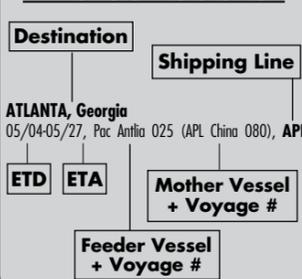 Destination
Shipping Line
ATLANTA, Georgia
05/04-05/27, Pac Antlia 025 (APL China 080), APL
ETD ETA
Mother Vessel
+ Voyage #
Feeder Vessel
+ Voyage #